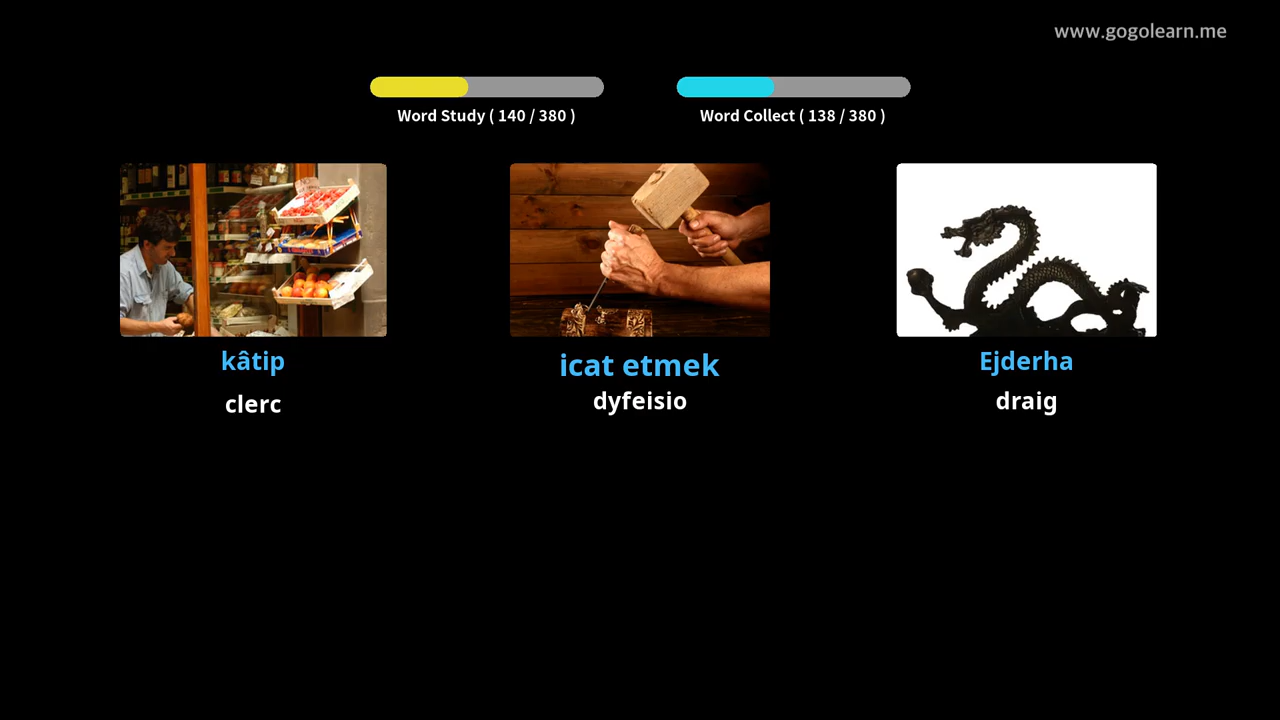 www.gogolearn.me
Word Study ( 140 / 380 )
Word Collect ( 138 / 380 )
kâtip
clerc
icat etmek
dyfeisio
Ejderha
draig